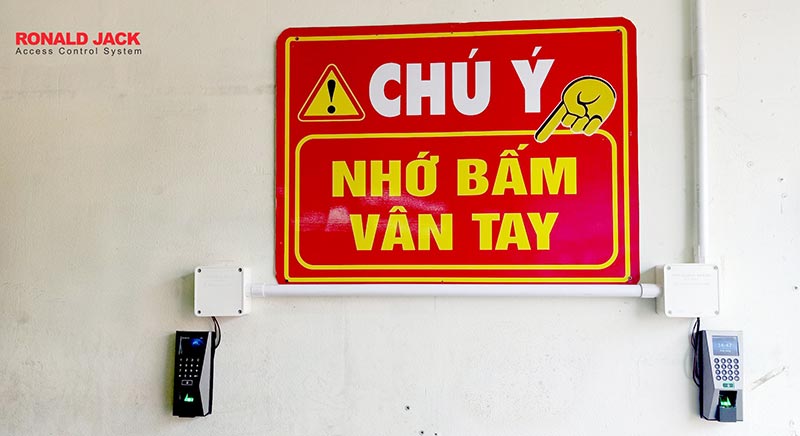 RONALD JACK
Access Control System
CHÚ Ý
NHỚ BẤM
VÂN TAY